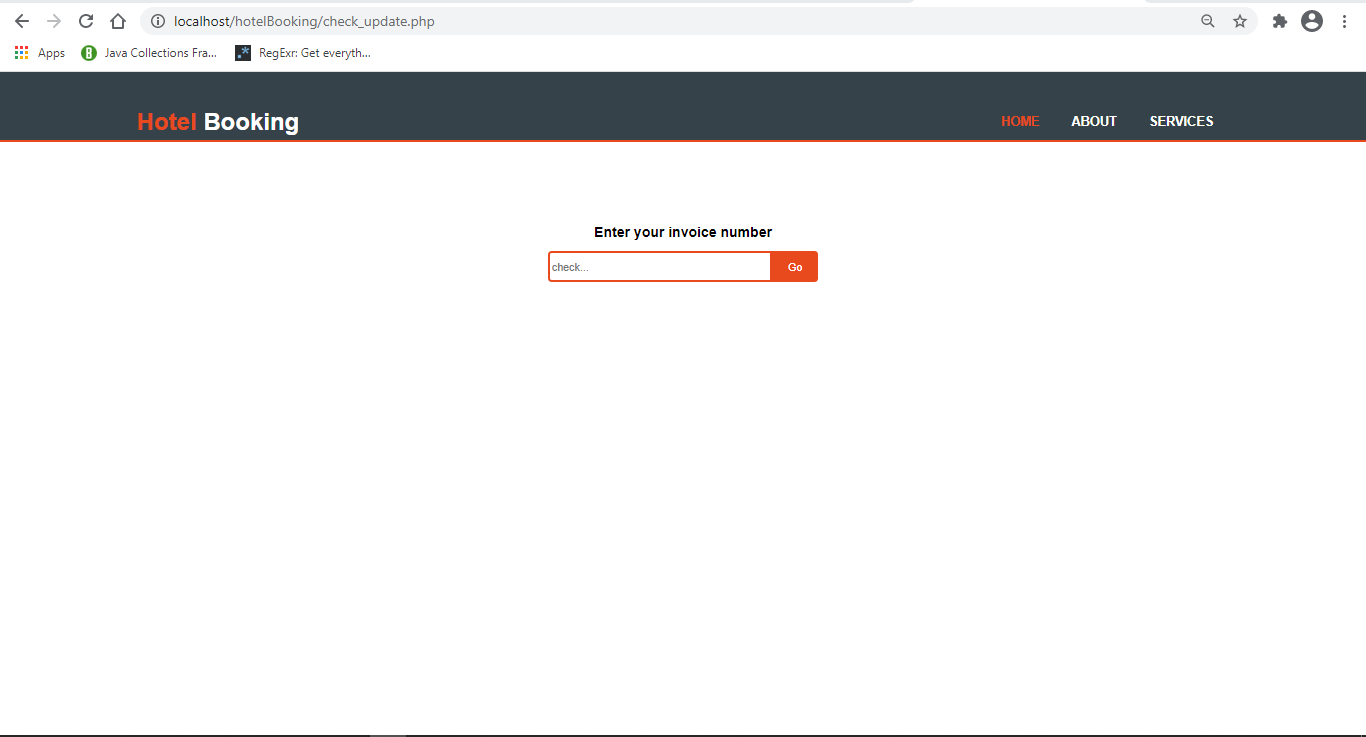 localhost/hotelBooking/check_update.php
Apps Java Collections Fra... RegExr: Get everyth...
Hotel Booking HOME ABOUT SERVICES
Enter your invoice number
check... Go